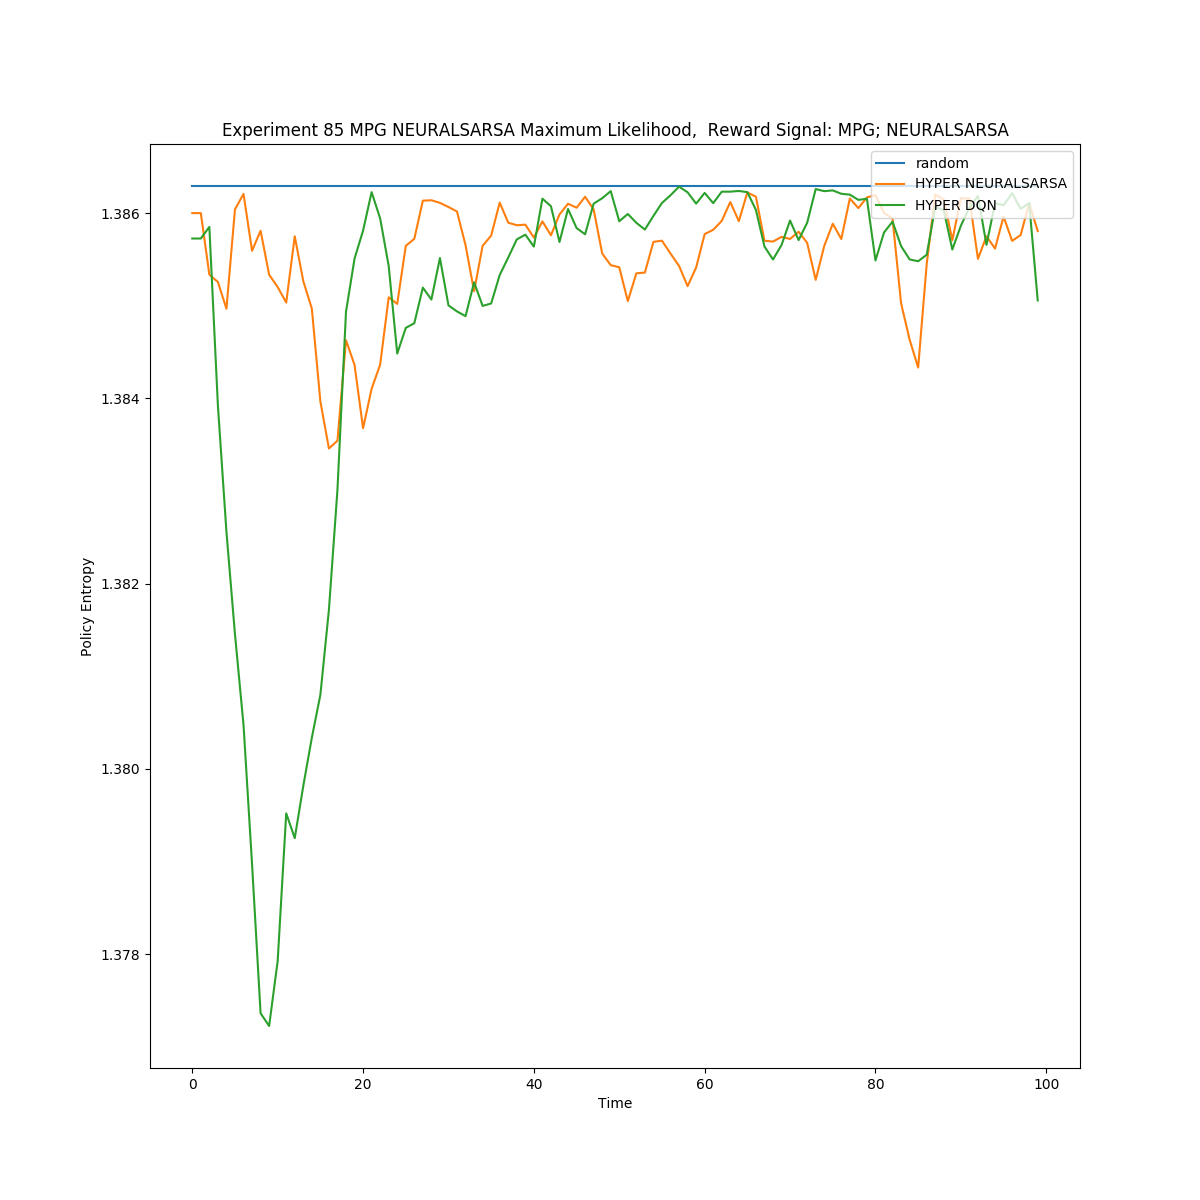 Experiment 85 MPG NEURALSARSA Maximum Likelihood,  Reward Signal: MPG; NEURALSARSA
random
HYPER NEURALSARSA
HYPER DQN
1.386
1.384
1.382
1.380
1.378
Policy Entropy
0 20 40 60 80 100
Time